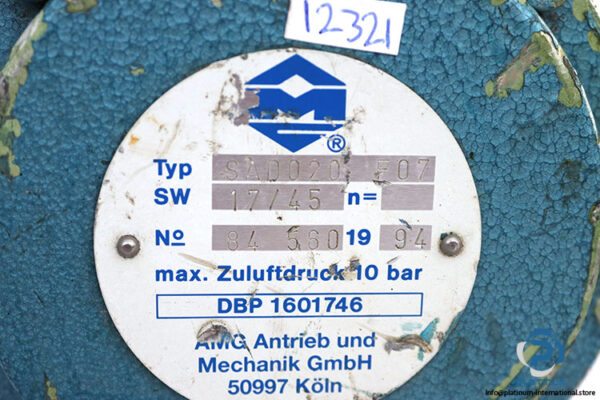 12321
®
Typ SAD020 F07
SW 17/45 n=
No 84 560 19 94
max. Zuluftdruck 10 bar
DBP 1601746
AMG Antrieb und
Mechanik GmbH
50997 Köln
info@platinum-international.store